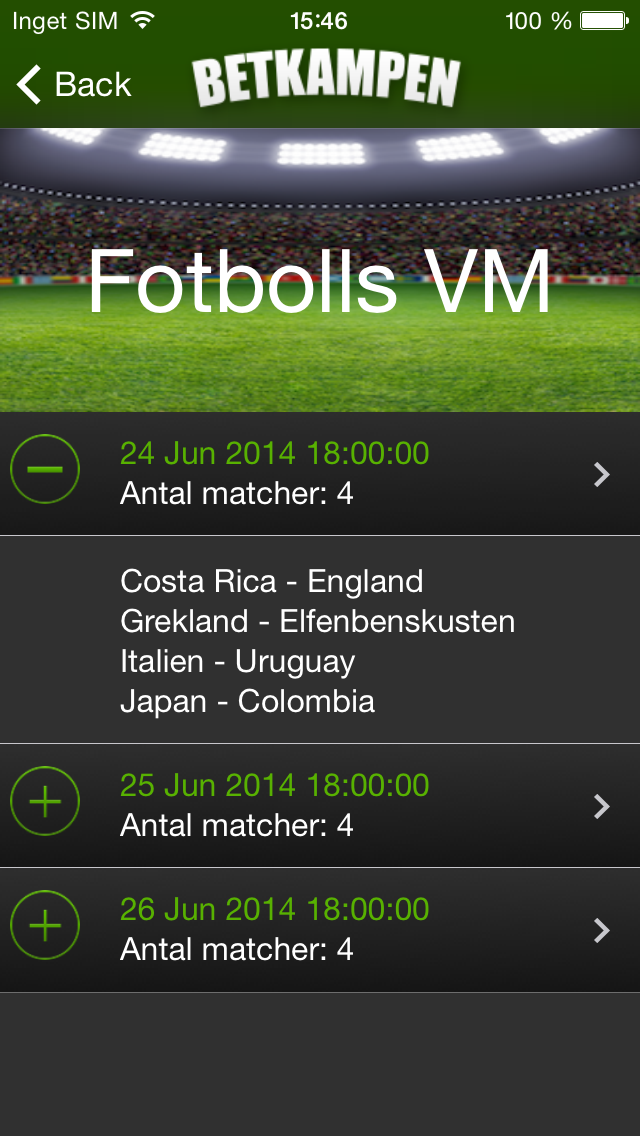 Inget SIM 15:46 100 %
Back BETKAMPEN
Fotbolls VM
24 Jun 2014 18:00:00
Antal matcher: 4
Costa Rica - England
Grekland - Elfenbenskusten
Italien - Uruguay
Japan - Colombia
25 Jun 2014 18:00:00
Antal matcher: 4
26 Jun 2014 18:00:00
Antal matcher: 4